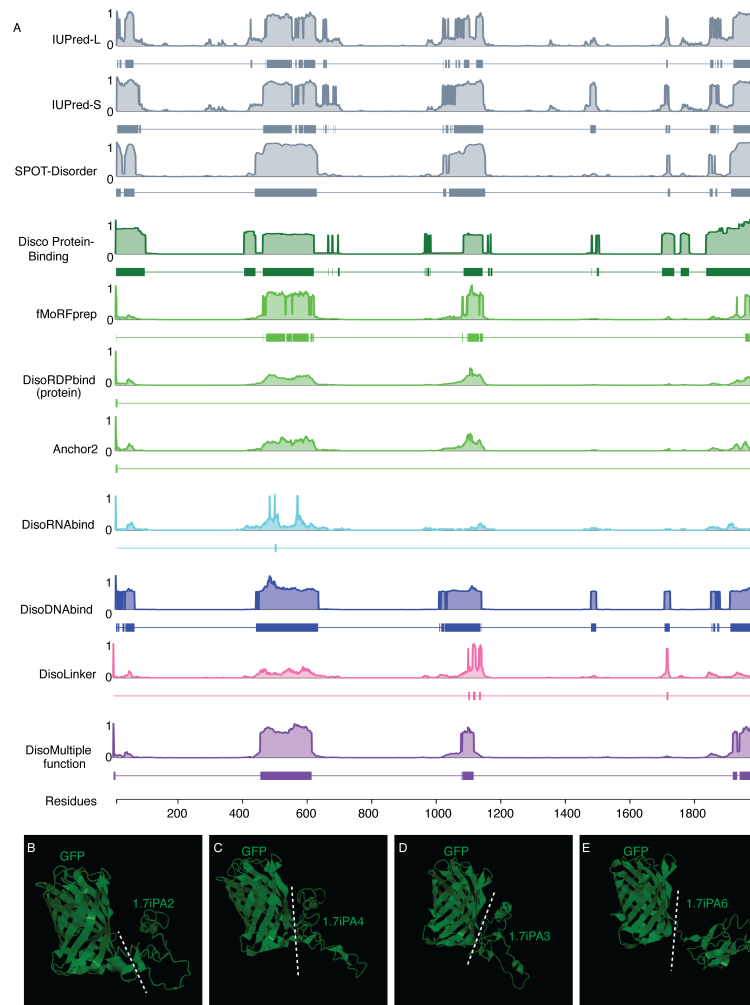 A
IUPred-L
1
0
IUPred-S
1
0
SPOT-Disorder
1
0
Disco Protein-
Binding
1
0
fMoRFprep
1
0
DisoRDPbind
(protein)
1
0
Anchor2
1
0
DisoRNAbind
1
0
DisoDNAbind
1
0
DisoLinker
1
0
DisoMultiple
function
1
0
Residues
200 400 600 800 1000 1200 1400 1600 1800
B
GFP
1.7iPA2
C
GFP
1.7iPA4
D
GFP
1.7iPA3
E
GFP
1.7iPA6